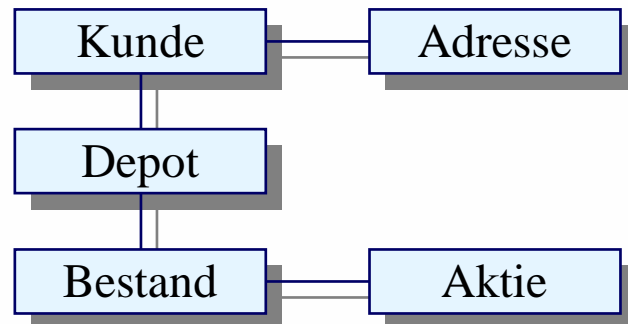 Kunde
Adresse
Depot
Bestand
Aktie